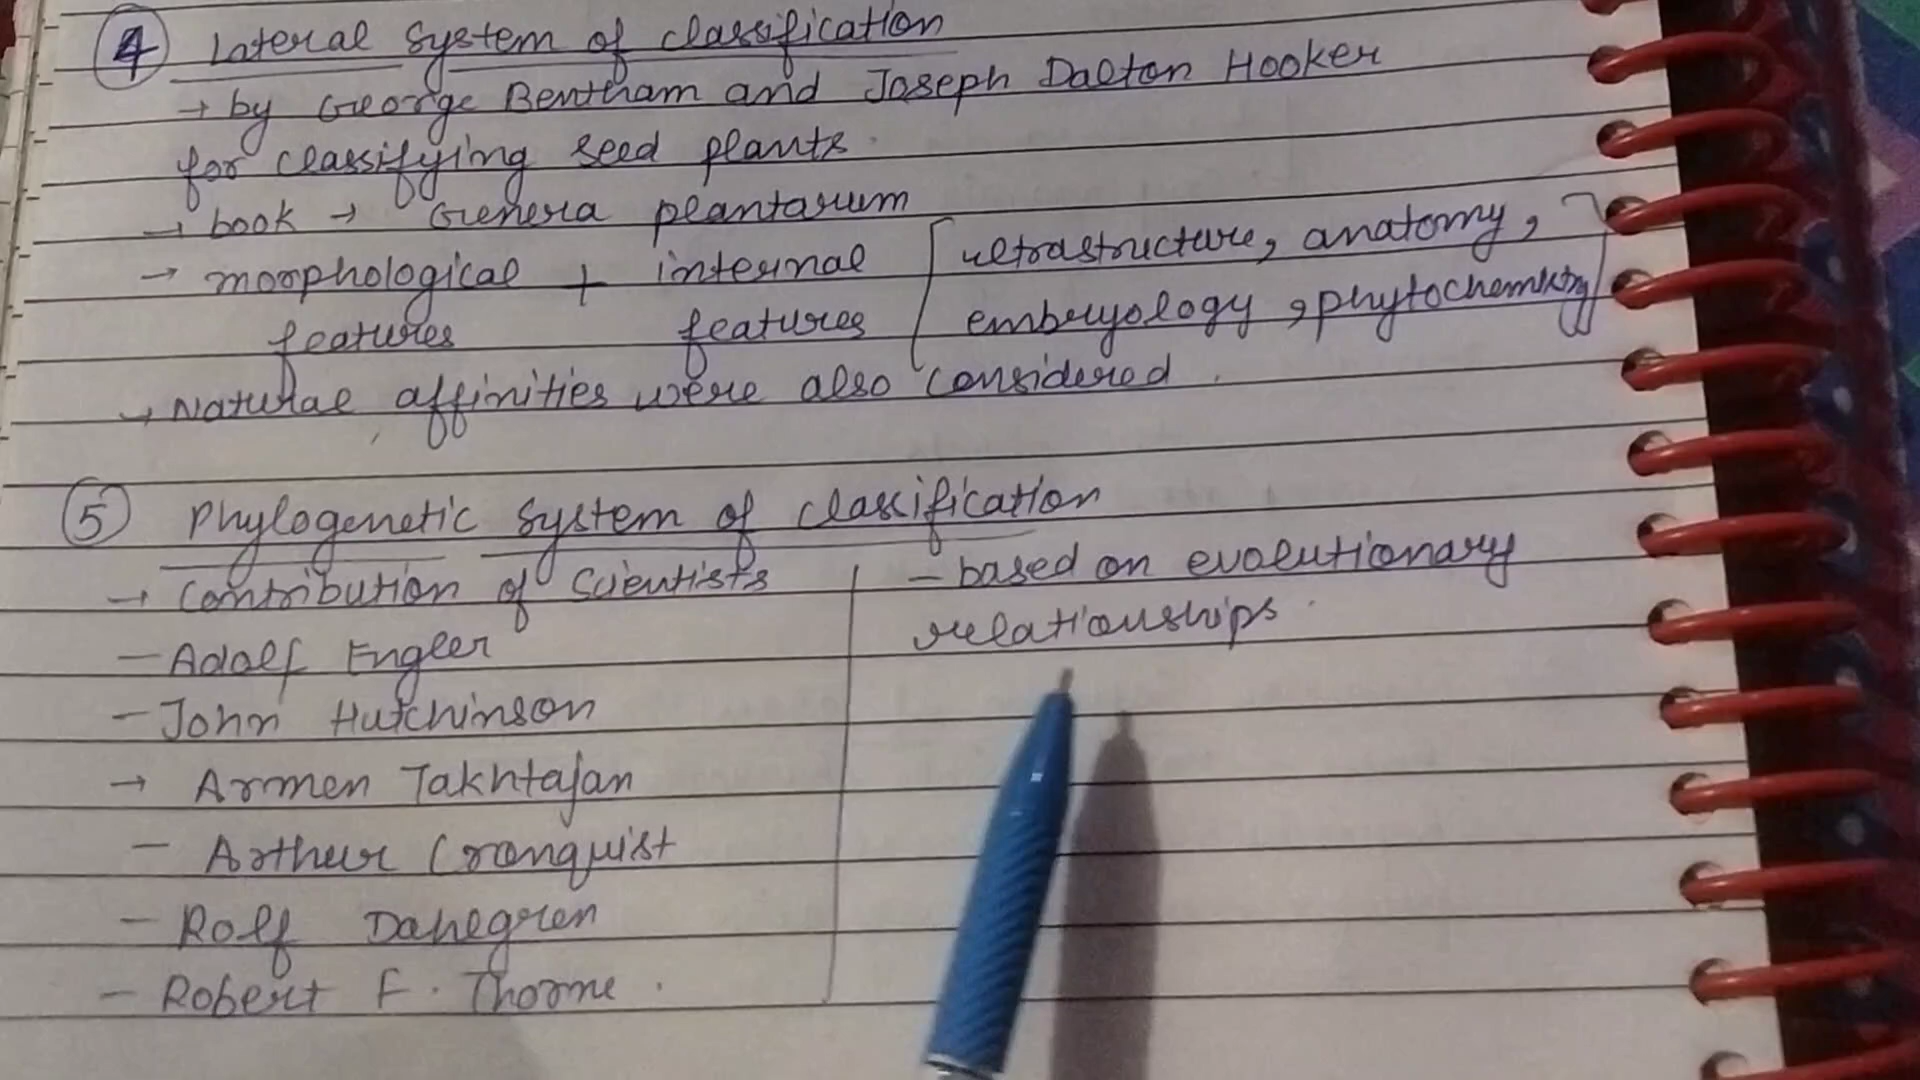 ④ Lateral system of classification
→ by George Bentham and Joseph Dalton Hooker
for classifying seed plants.
→ book → Genera plantarum
→ morphological + internal [ultrastructure, anatomy,
features features embryology, phytochemistry]
→ Natural affinities were also considered.
⑤ Phylogenetic system of classification
→ Contribution of Scientists
– Adolf Engler
– John Hutchinson
→ Armen Takhtajan
– Arthur Cronquist
– Rolf Dahlgren
– Robert F. Thorne.
– based on evolutionary
relationships.